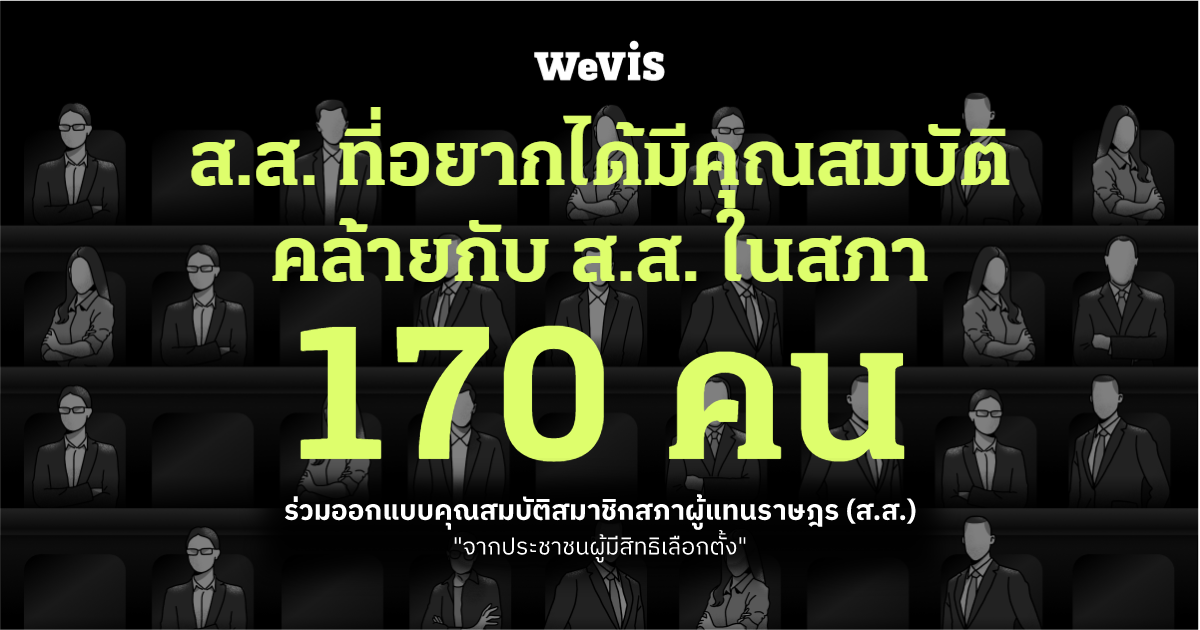 WeVIS
ส.ส. ที่อยากได้มีคุณสมบัติ
คล้ายกับ ส.ส. ในสภา
170 คน
ร่วมออกแบบคุณสมบัติสมาชิกสภาผู้แทนราษฎร (ส.ส.)
"จากประชาชนผู้มีสิทธิเลือกตั้ง"